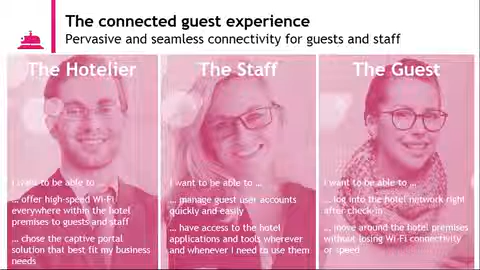 The connected guest experience
Pervasive and seamless connectivity for guests and staff
The Hotelier
I want to be able to …
… offer high-speed Wi-Fi
everywhere within the hotel
premises to guests and staff
… chose the captive portal
solution that best fit my business
needs
The Staff
I want to be able to …
… manage guest user accounts
quickly and easily
… have access to the hotel
applications and tools wherever
and whenever I need to use them
The Guest
I want to be able to …
… log into the hotel network right
after check-in
… move around the hotel premises
without losing Wi-Fi connectivity
or speed